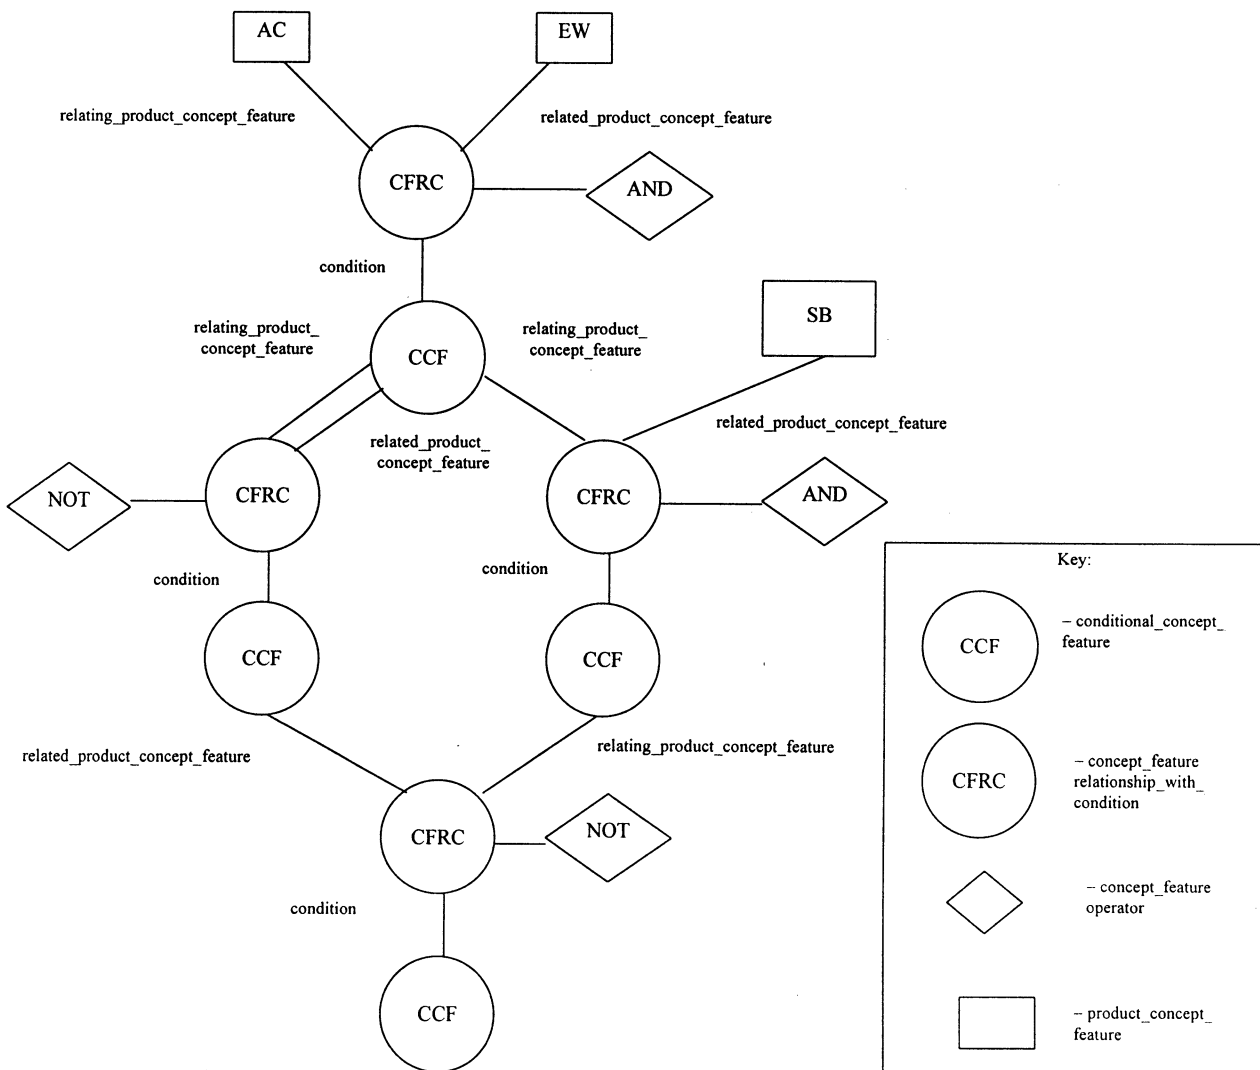 AC
EW
relating_product_concept_feature
related_product_concept_feature
CFRC
AND
condition
SB
relating_product_
concept_feature
CCF
relating_product_
concept_feature
related_product_concept_feature
related_product_
concept_feature
NOT
CFRC
CFRC
AND
condition
condition
CCF
CCF
related_product_concept_feature
relating_product_concept_feature
CFRC
NOT
condition
CCF
Key:
CCF
– conditional_concept_
feature
CFRC
– concept_feature
relationship_with_
condition
– concept_feature
operator
– product_concept_
feature